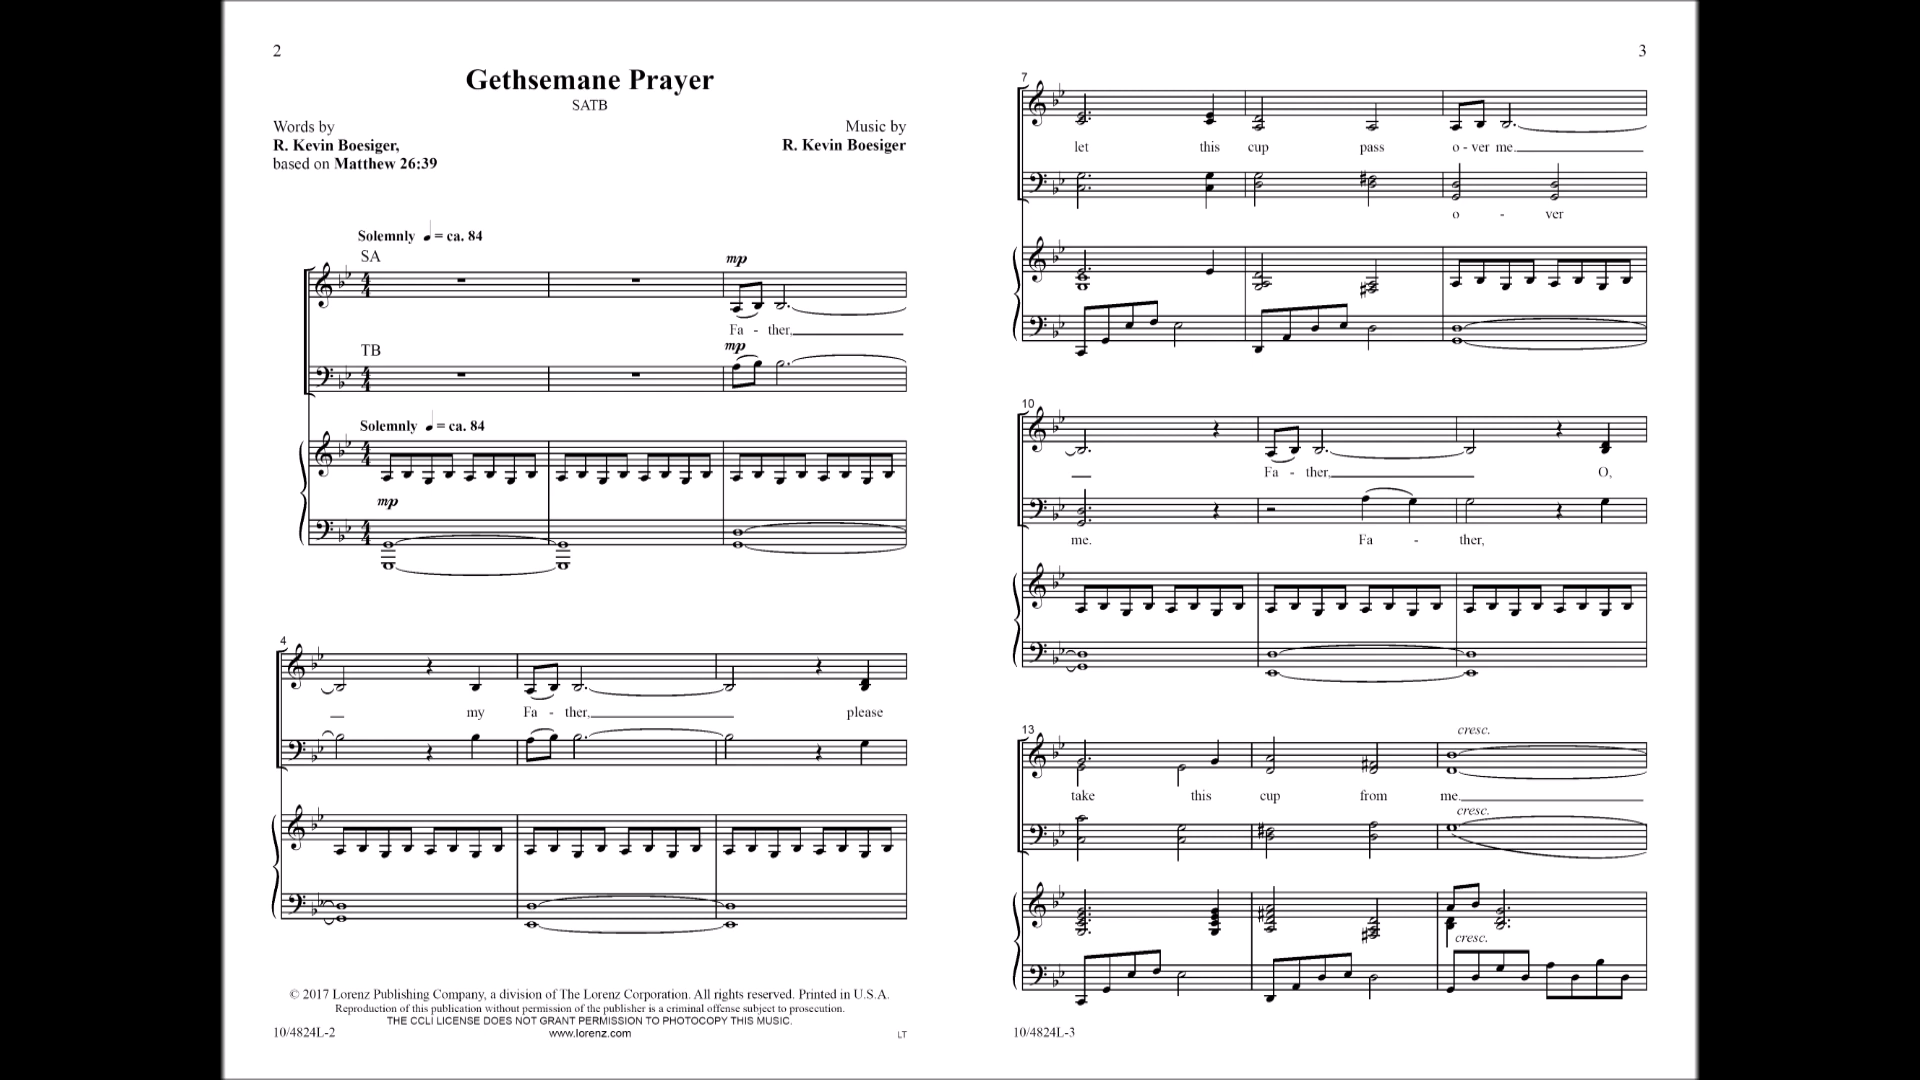 2
Gethsemane Prayer
SATB
Words by
R. Kevin Boesiger,
based on Matthew 26:39
Music by
R. Kevin Boesiger
Solemnly ♩ = ca. 84
SA
mp
Fa - ther,
TB
mp
Solemnly ♩ = ca. 84
mp
4
my Fa - ther, please
© 2017 Lorenz Publishing Company, a division of The Lorenz Corporation. All rights reserved. Printed in U.S.A.
Reproduction of this publication without permission of the publisher is a criminal offense subject to prosecution.
THE CCLI LICENSE DOES NOT GRANT PERMISSION TO PHOTOCOPY THIS MUSIC.
www.lorenz.com
10/4824L-2
LT
3
7
let this cup pass o - ver me.
o - ver
10
Fa - ther, O,
me. Fa - ther,
13
cresc.
take this cup from me.
cresc.
cresc.
10/4824L-3